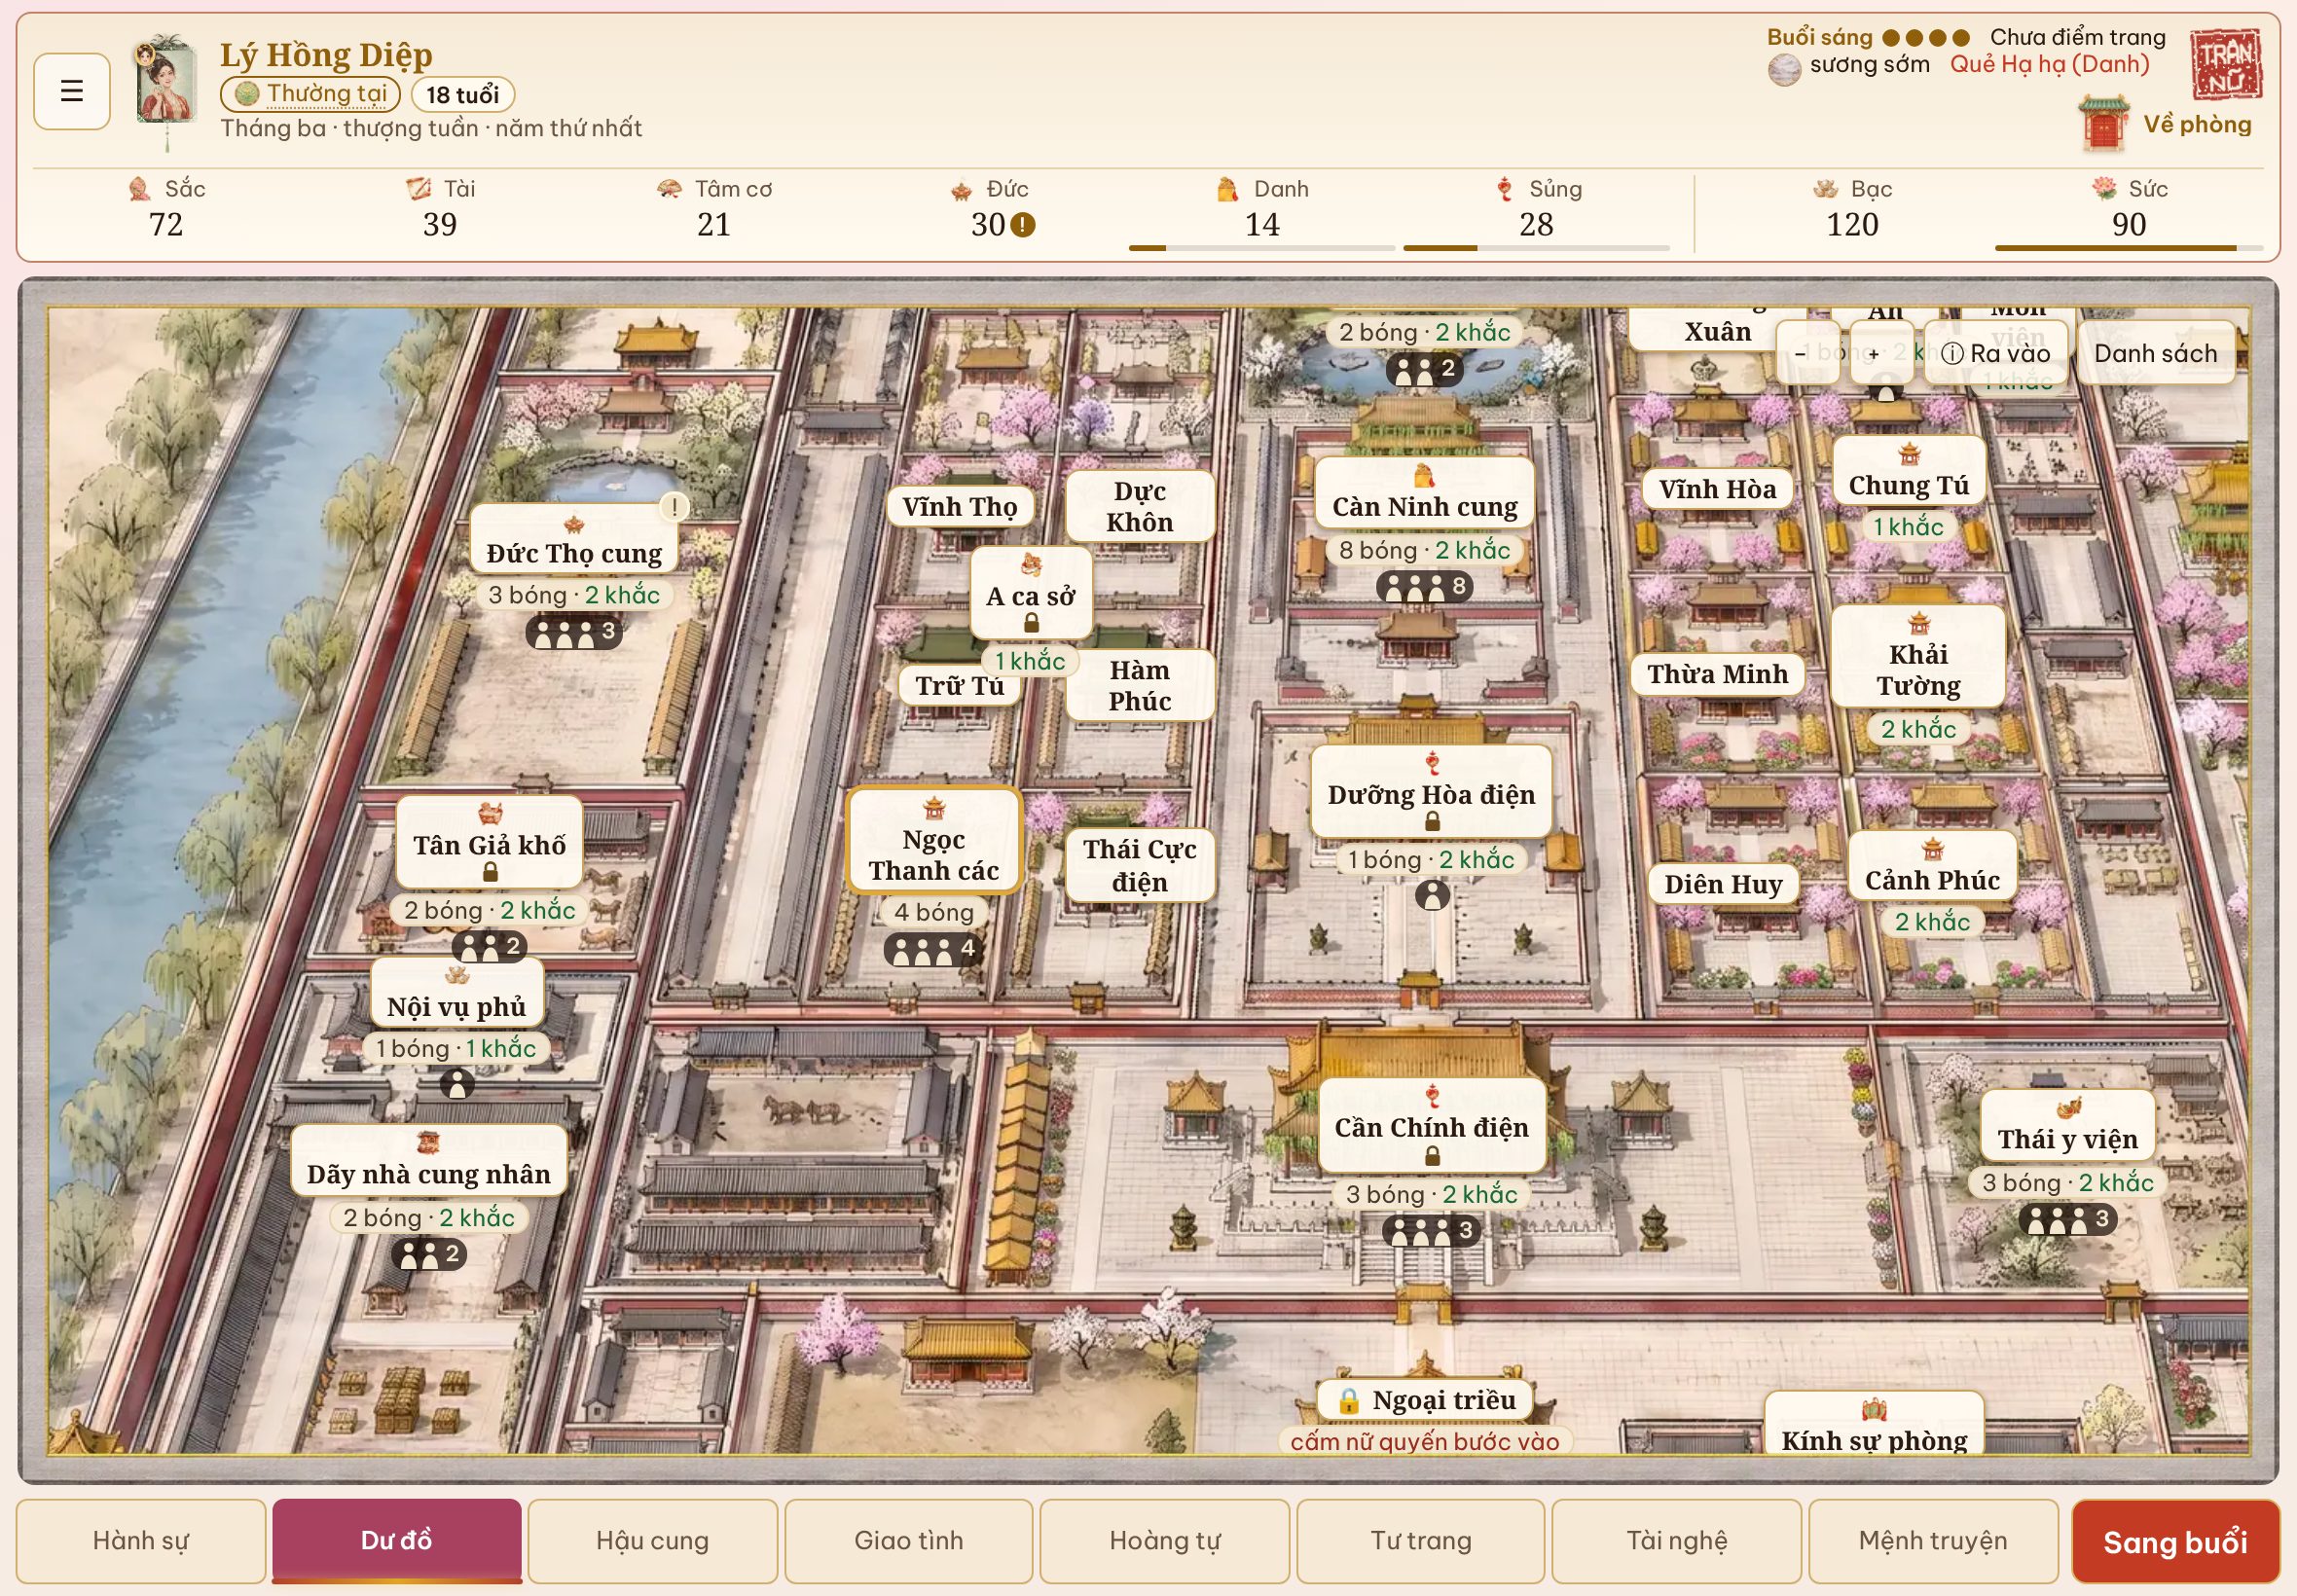 ☰
Lý Hồng Diệp
Thường tại
18 tuổi
Tháng ba · thượng tuần · năm thứ nhất
Buổi sáng
Chưa điểm trang
sương sớm
Quẻ Hạ hạ (Danh)
TRÂN
NỮ
Về phòng
Sắc
72
Tài
39
Tâm cơ
21
Đức
30 !
Danh
14
Sủng
28
Bạc
120
Sức
90
2 bóng · 2 khắc
2
Xuân
-
+
ⓘ Ra vào
Danh sách
1 khắc
Đức Thọ cung
!
3 bóng · 2 khắc
3
Vĩnh Thọ
Dực
Khôn
A ca sở
1 khắc
Trữ Tú
Hàm
Phúc
Càn Ninh cung
8 bóng · 2 khắc
8
Vĩnh Hòa
Chung Tú
1 khắc
Thừa Minh
Khải
Tường
2 khắc
Dưỡng Hòa điện
1 bóng · 2 khắc
Tân Giả khố
2 bóng · 2 khắc
2
Ngọc
Thanh các
4 bóng
4
Thái Cực
điện
Diên Huy
Cảnh Phúc
2 khắc
Nội vụ phủ
1 bóng · 1 khắc
Dãy nhà cung nhân
2 bóng · 2 khắc
2
Cần Chính điện
3 bóng · 2 khắc
3
Thái y viện
3 bóng · 2 khắc
3
Ngoại triều
cấm nữ quyến bước vào
Kính sự phòng
Hành sự
Dư đồ
Hậu cung
Giao tình
Hoàng tự
Tư trang
Tài nghệ
Mệnh truyện
Sang buổi